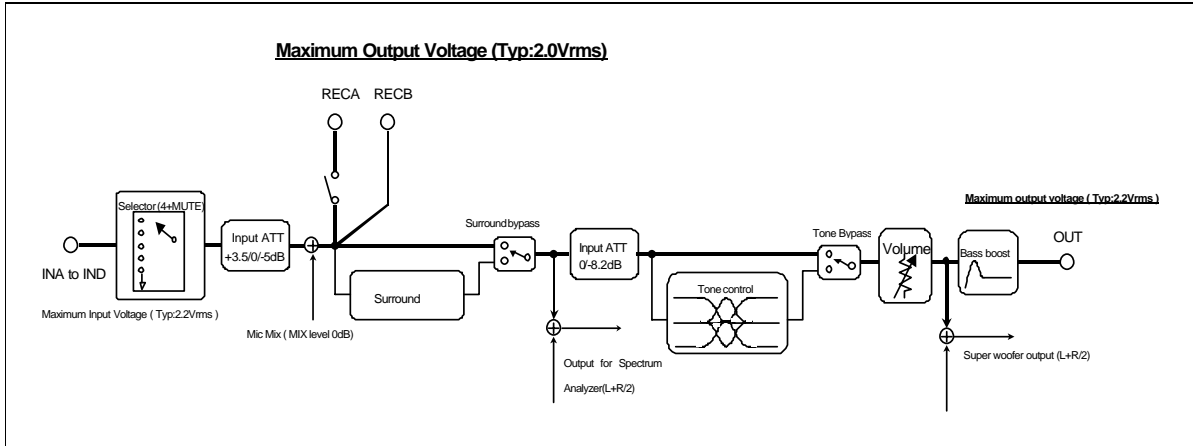 Maximum Output Voltage (Typ:2.0Vrms)
RECA
RECB
Selector (4+MUTE)
Input ATT
+3.5/0/-5dB
INA to IND
Maximum Input Voltage ( Typ:2.2Vrms )
Surround
Mic Mix ( MIX level 0dB)
Surround bypass
Input ATT
0/-8.2dB
Output for Spectrum
Analyzer(L+R/2)
Tone control
Tone Bypass
Volume
Maximum output voltage ( Typ:2.2Vrms )
Bass boost
OUT
Super woofer output (L+R/2)